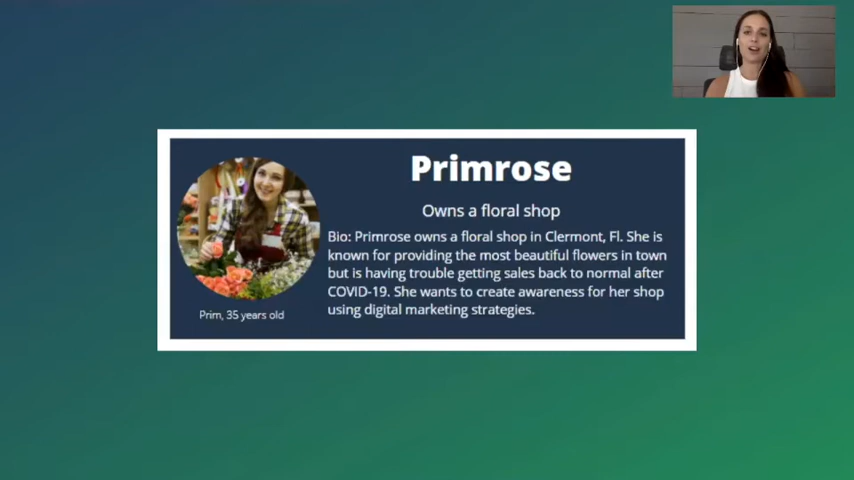 Primrose
Owns a floral shop
Bio: Primrose owns a floral shop in Clermont, Fl. She is
known for providing the most beautiful flowers in town
but is having trouble getting sales back to normal after
COVID-19. She wants to create awareness for her shop
using digital marketing strategies.
Prim, 35 years old